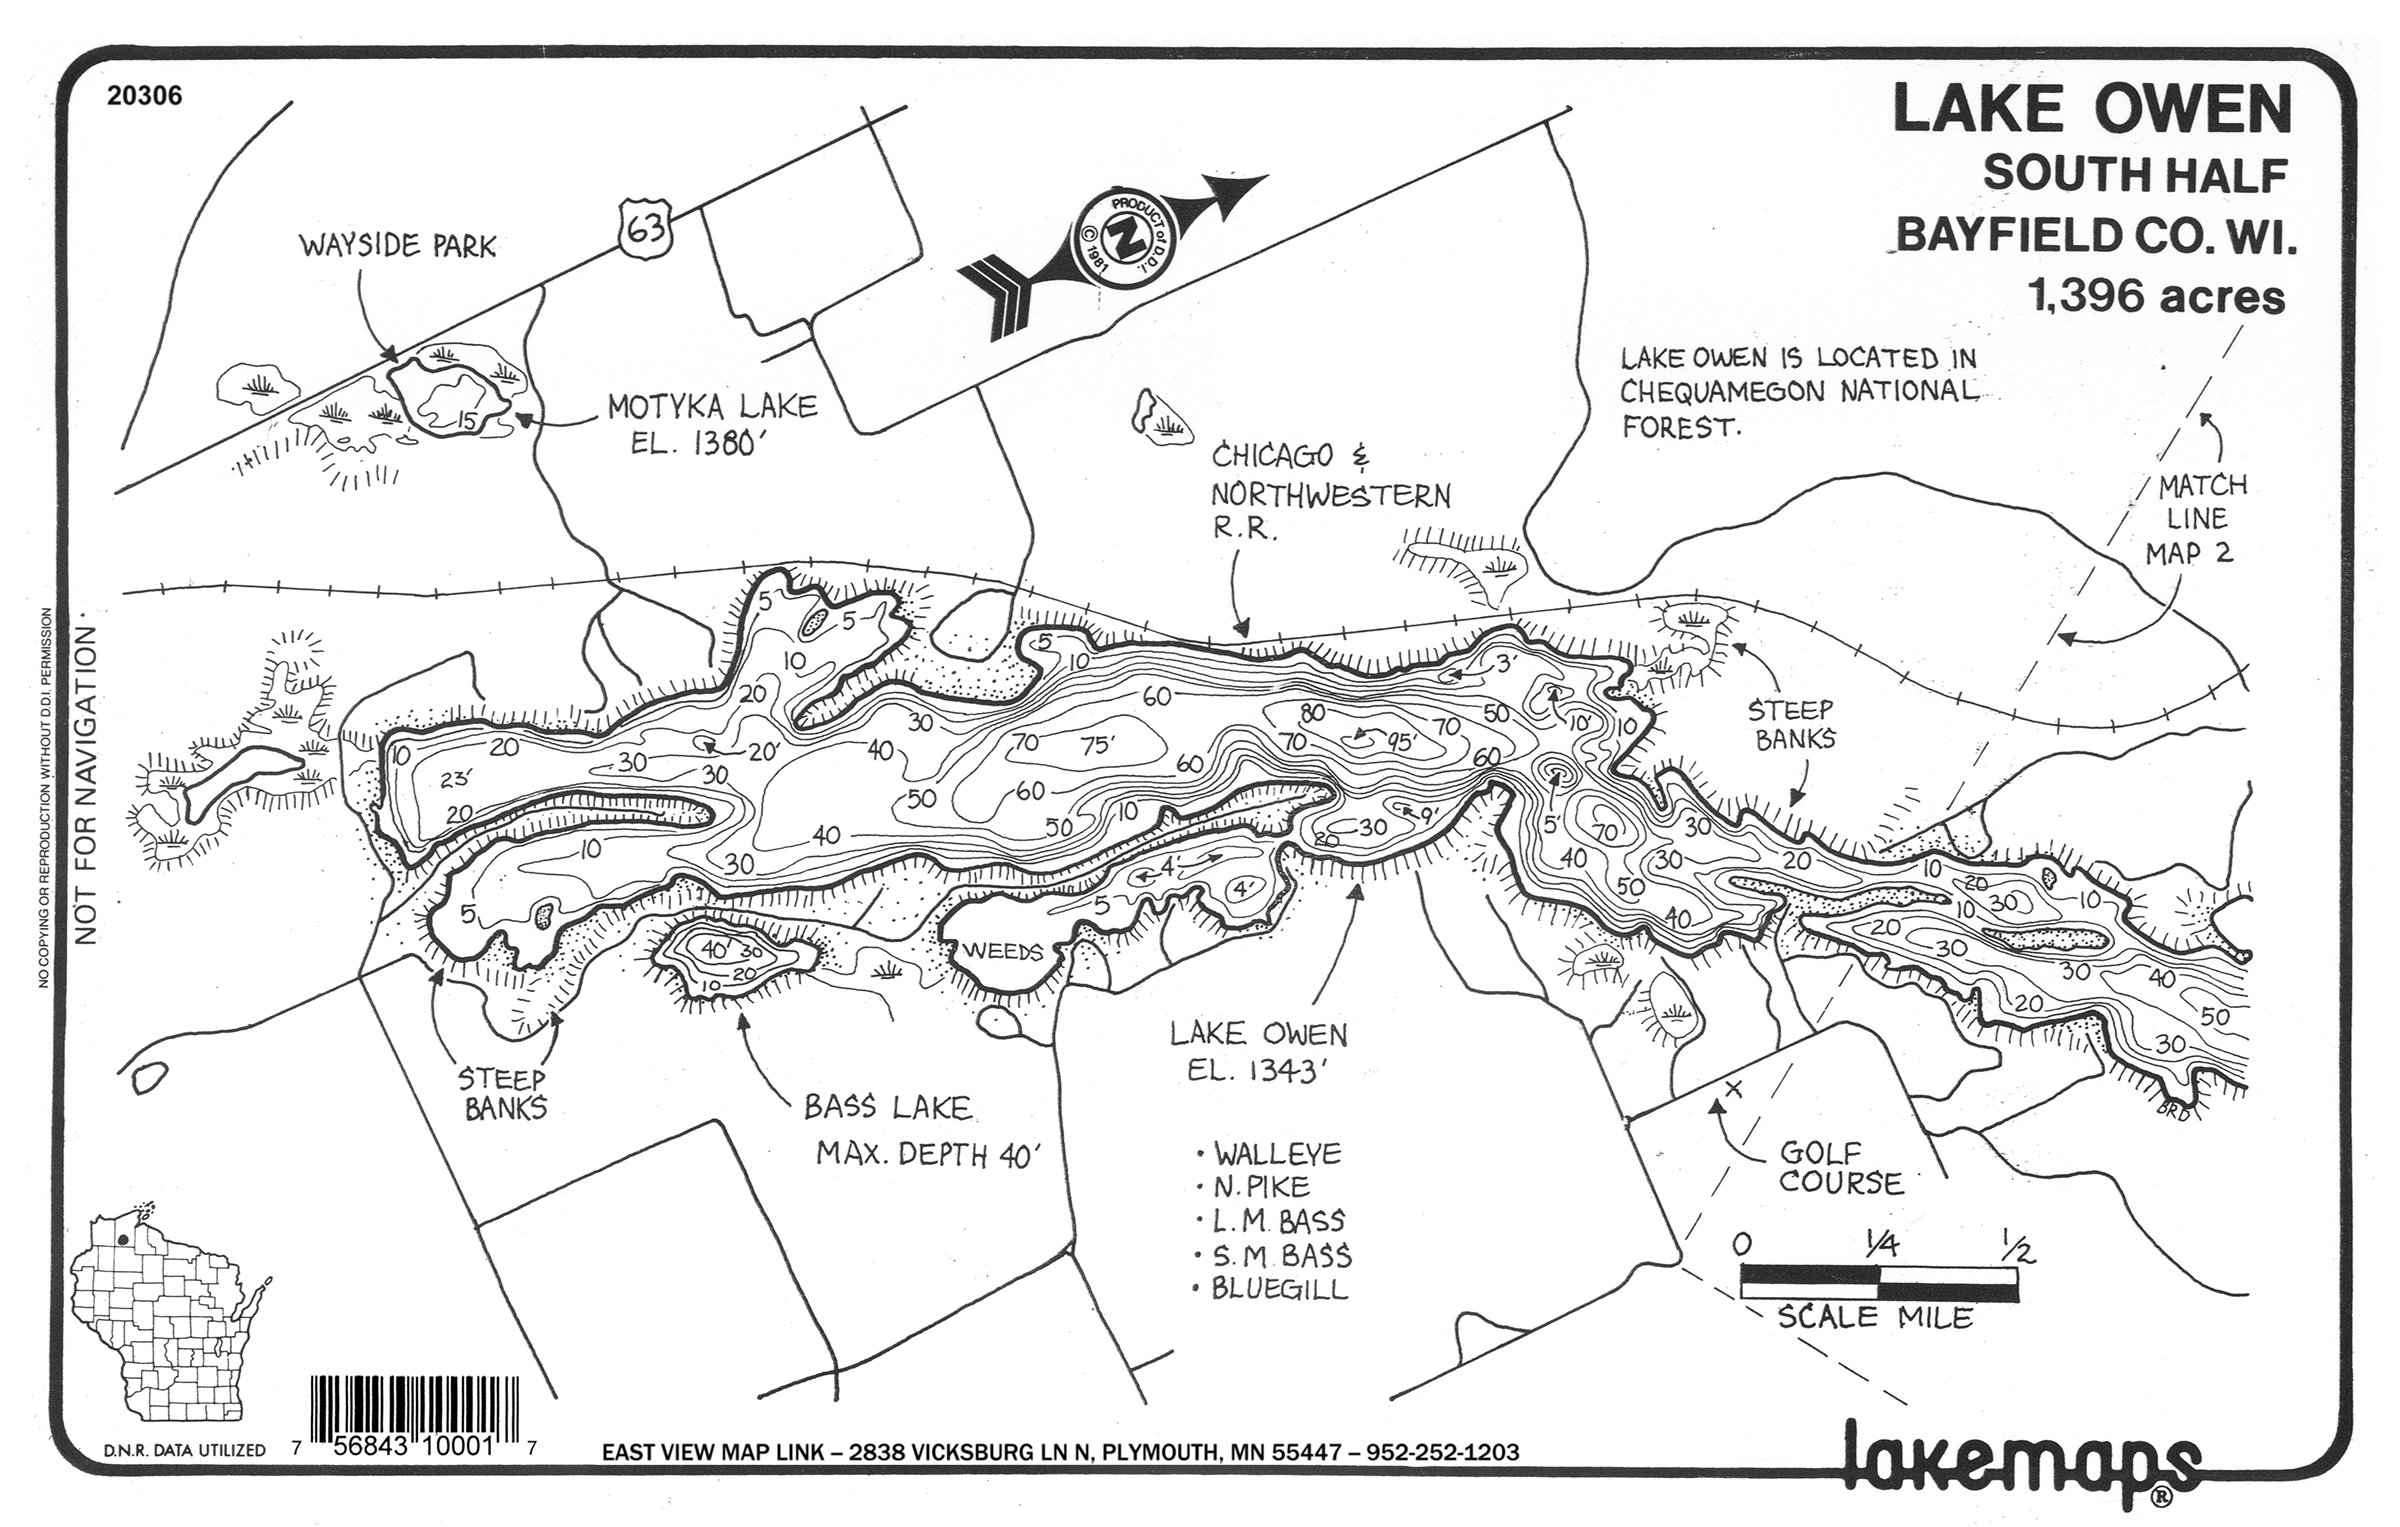 20306
LAKE OWEN
SOUTH HALF
BAYFIELD CO. WI.
1,396 acres
WAYSIDE PARK
63
PRODUCT of D.D.I.
© 1981
N
MOTYKA LAKE
EL. 1380'
15
LAKE OWEN IS LOCATED IN
CHEQUAMEGON NATIONAL
FOREST.
CHICAGO &
NORTHWESTERN
R.R.
MATCH
LINE
MAP 2
STEEP
BANKS
5
5
10
20
5
10
60
30
40
70
75'
80
70
95'
70
50
60
3'
10'
10
10
20'
23'
20
30
20'
30
50
60
60
50
10
40
30
10
5
9'
30
20
5'
70
40
50
40
30
30
20
10
20
30
10
10
20
30
30
40
50
20
30
4'
4'
5
WEEDS
40'
30
20
10
BRD
STEEP
BANKS
BASS LAKE
MAX. DEPTH 40'
LAKE OWEN
EL. 1343'
• WALLEYE
• N. PIKE
• L.M. BASS
• S.M. BASS
• BLUEGILL
X
GOLF
COURSE
0 1/4 1/2
SCALE MILE
NO COPYING OR REPRODUCTION WITHOUT D.D.I. PERMISSION
NOT FOR NAVIGATION
D.N.R. DATA UTILIZED
7 56843 10001 7
EAST VIEW MAP LINK – 2838 VICKSBURG LN N, PLYMOUTH, MN 55447 – 952-252-1203
lakemaps®